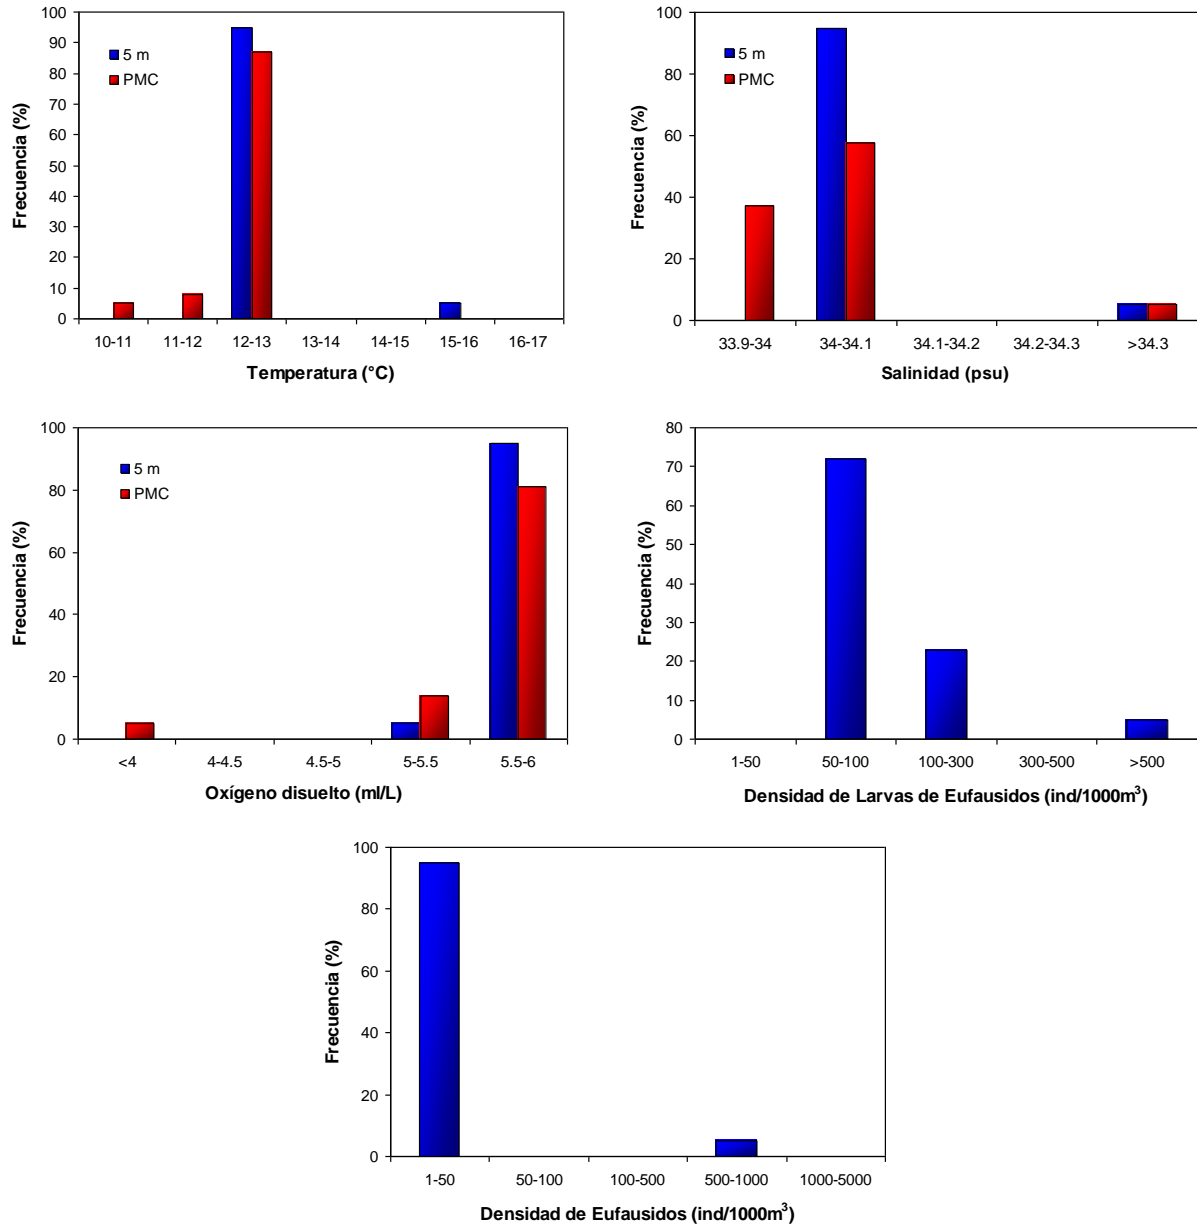 100
90
80
70
60
50
40
30
20
10
0
Frecuencia (%)
5 m
PMC
10-11 11-12 12-13 13-14 14-15 15-16 16-17
Temperatura (°C)
100
80
60
40
20
0
Frecuencia (%)
5 m
PMC
33.9-34 34-34.1 34.1-34.2 34.2-34.3 >34.3
Salinidad (psu)
100
80
60
40
20
0
Frecuencia (%)
5 m
PMC
<4 4-4.5 4.5-5 5-5.5 5.5-6
Oxígeno disuelto (ml/L)
80
70
60
50
40
30
20
10
0
Frecuencia (%)
1-50 50-100 100-300 300-500 >500
Densidad de Larvas de Eufausidos (ind/1000m³)
100
80
60
40
20
0
Frecuencia (%)
1-50 50-100 100-500 500-1000 1000-5000
Densidad de Eufausidos (ind/1000m³)